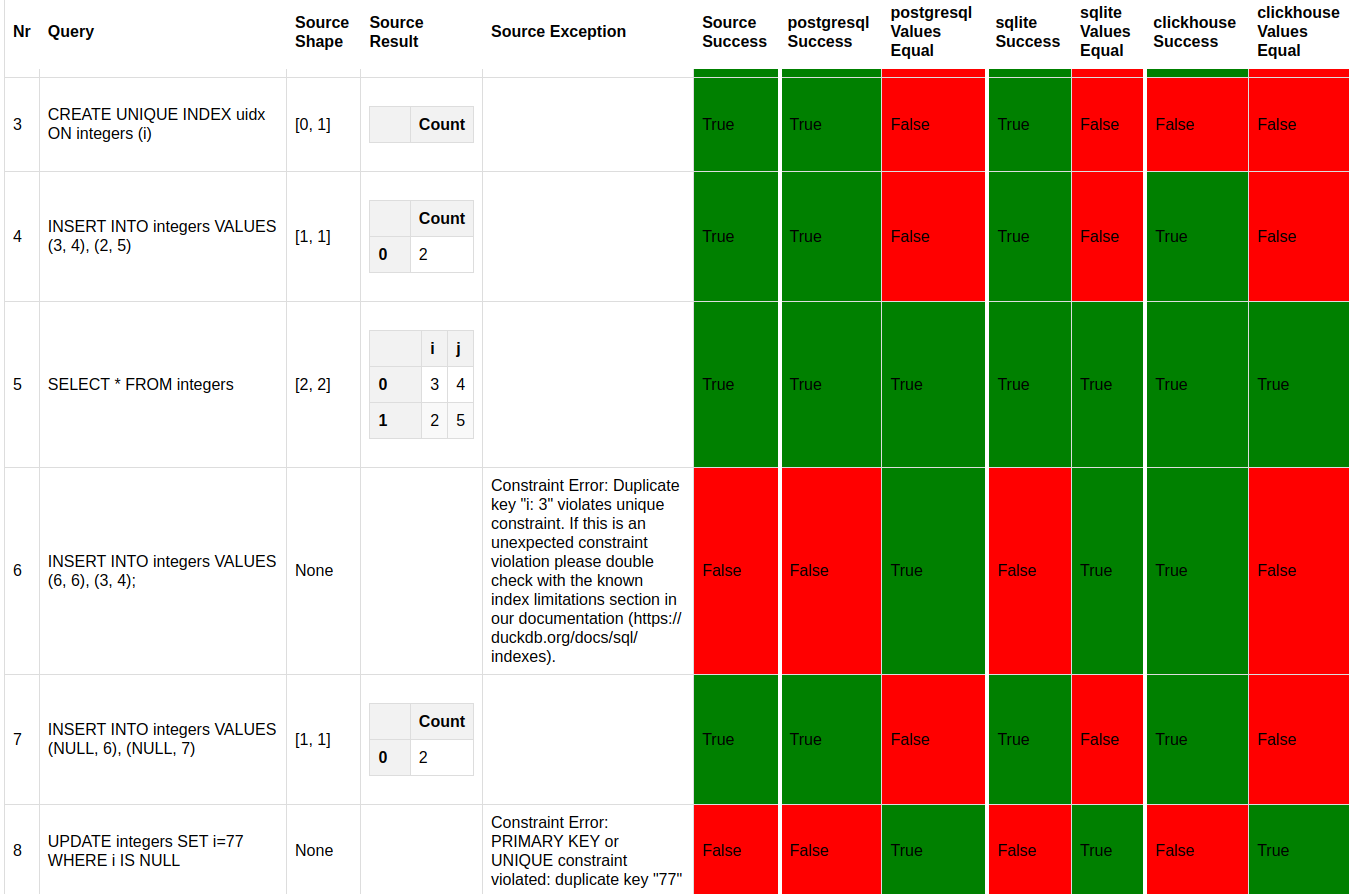 Nr
Query
Source
Shape
Source
Result
Source Exception
Source
Success
postgresql
Success
postgresql
Values
Equal
sqlite
Success
sqlite
Values
Equal
clickhouse
Success
clickhouse
Values
Equal
3
CREATE UNIQUE INDEX uidx
ON integers (i)
[0, 1]
Count
True
True
False
True
False
False
False
4
INSERT INTO integers VALUES
(3, 4), (2, 5)
[1, 1]
Count
0 2
True
True
False
True
False
True
False
5
SELECT * FROM integers
[2, 2]
i j
0 3 4
1 2 5
True
True
True
True
True
True
True
6
INSERT INTO integers VALUES
(6, 6), (3, 4);
None
Constraint Error: Duplicate
key "i: 3" violates unique
constraint. If this is an
unexpected constraint
violation please double
check with the known
index limitations section in
our documentation (https://
duckdb.org/docs/sql/
indexes).
False
False
True
False
True
True
False
7
INSERT INTO integers VALUES
(NULL, 6), (NULL, 7)
[1, 1]
Count
0 2
True
True
False
True
False
True
False
8
UPDATE integers SET i=77
WHERE i IS NULL
None
Constraint Error:
PRIMARY KEY or
UNIQUE constraint
violated: duplicate key "77"
False
False
True
False
True
False
True